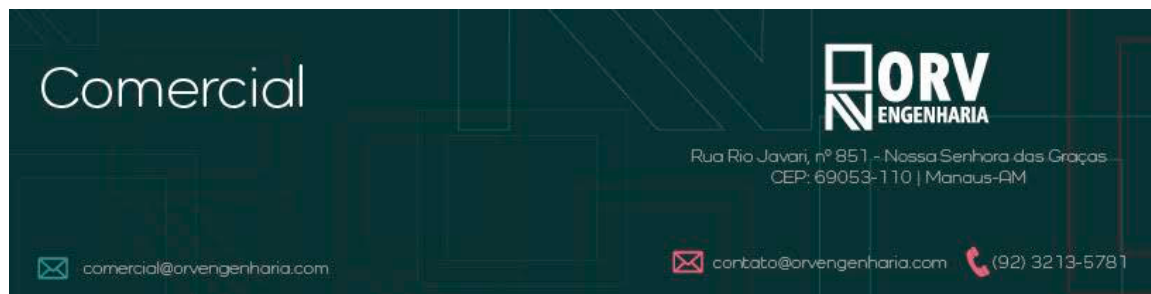 Comercial
ORV
ENGENHARIA
Rua Rio Javari, nº 851 - Nossa Senhora das Graças
CEP: 69053-110 | Manaus-AM
comercial@orvengenharia.com
contato@orvengenharia.com
(92) 3213-5781